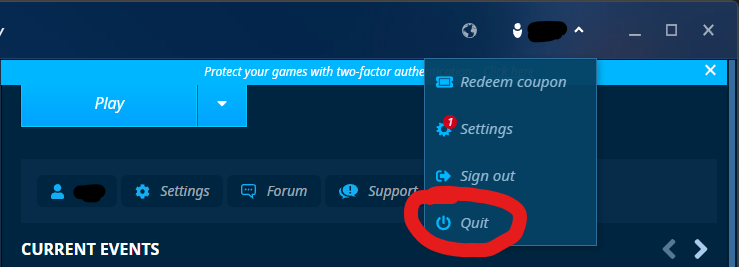 Protect your games with two-factor
Play
Redeem coupon
1
Settings
Sign out
Quit
Settings
Forum
Support
CURRENT EVENTS